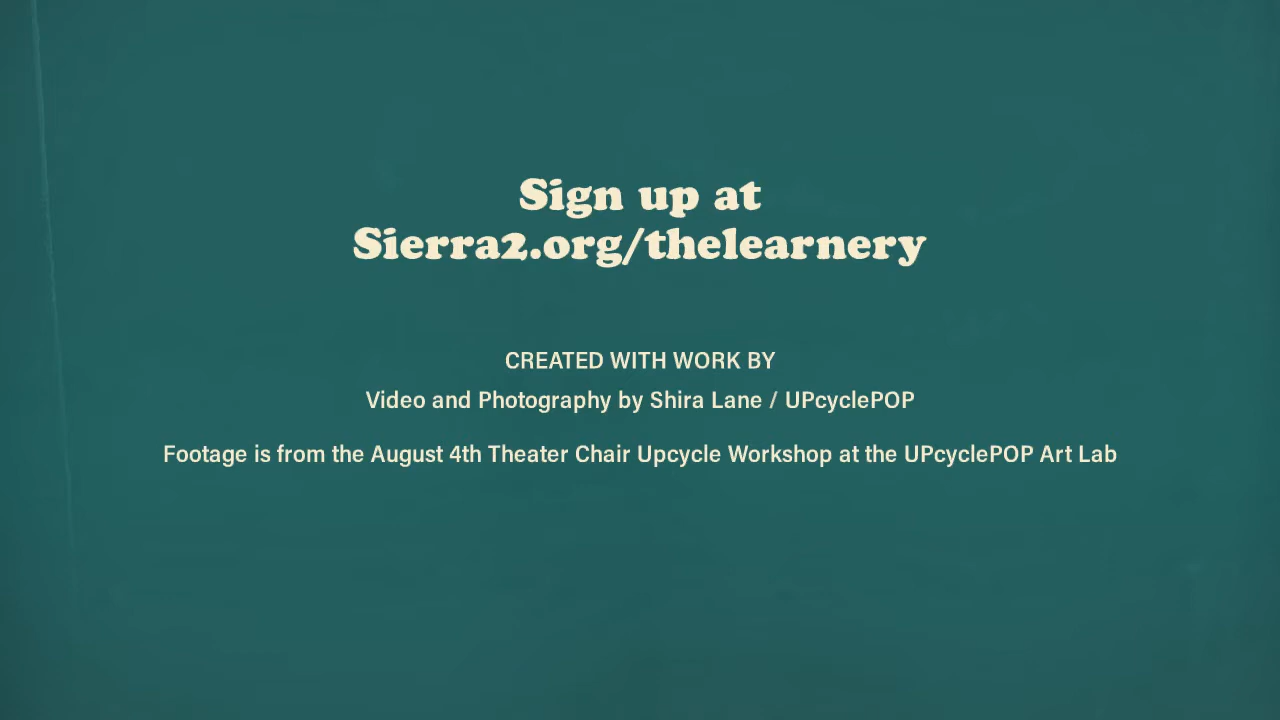 Sign up at
Sierra2.org/thelearnery
CREATED WITH WORK BY
Video and Photography by Shira Lane / UPcyclePOP
Footage is from the August 4th Theater Chair Upcycle Workshop at the UPcyclePOP Art Lab